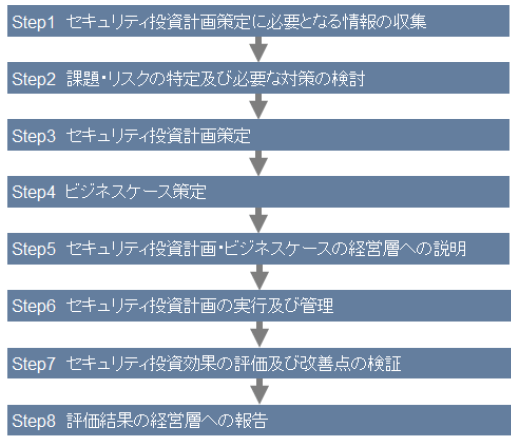 Step1 セキュリティ投資計画策定に必要となる情報の収集
Step2 課題・リスクの特定及び必要な対策の検討
Step3 セキュリティ投資計画策定
Step4 ビジネスケース策定
Step5 セキュリティ投資計画・ビジネスケースの経営層への説明
Step6 セキュリティ投資計画の実行及び管理
Step7 セキュリティ投資効果の評価及び改善点の検証
Step8 評価結果の経営層への報告